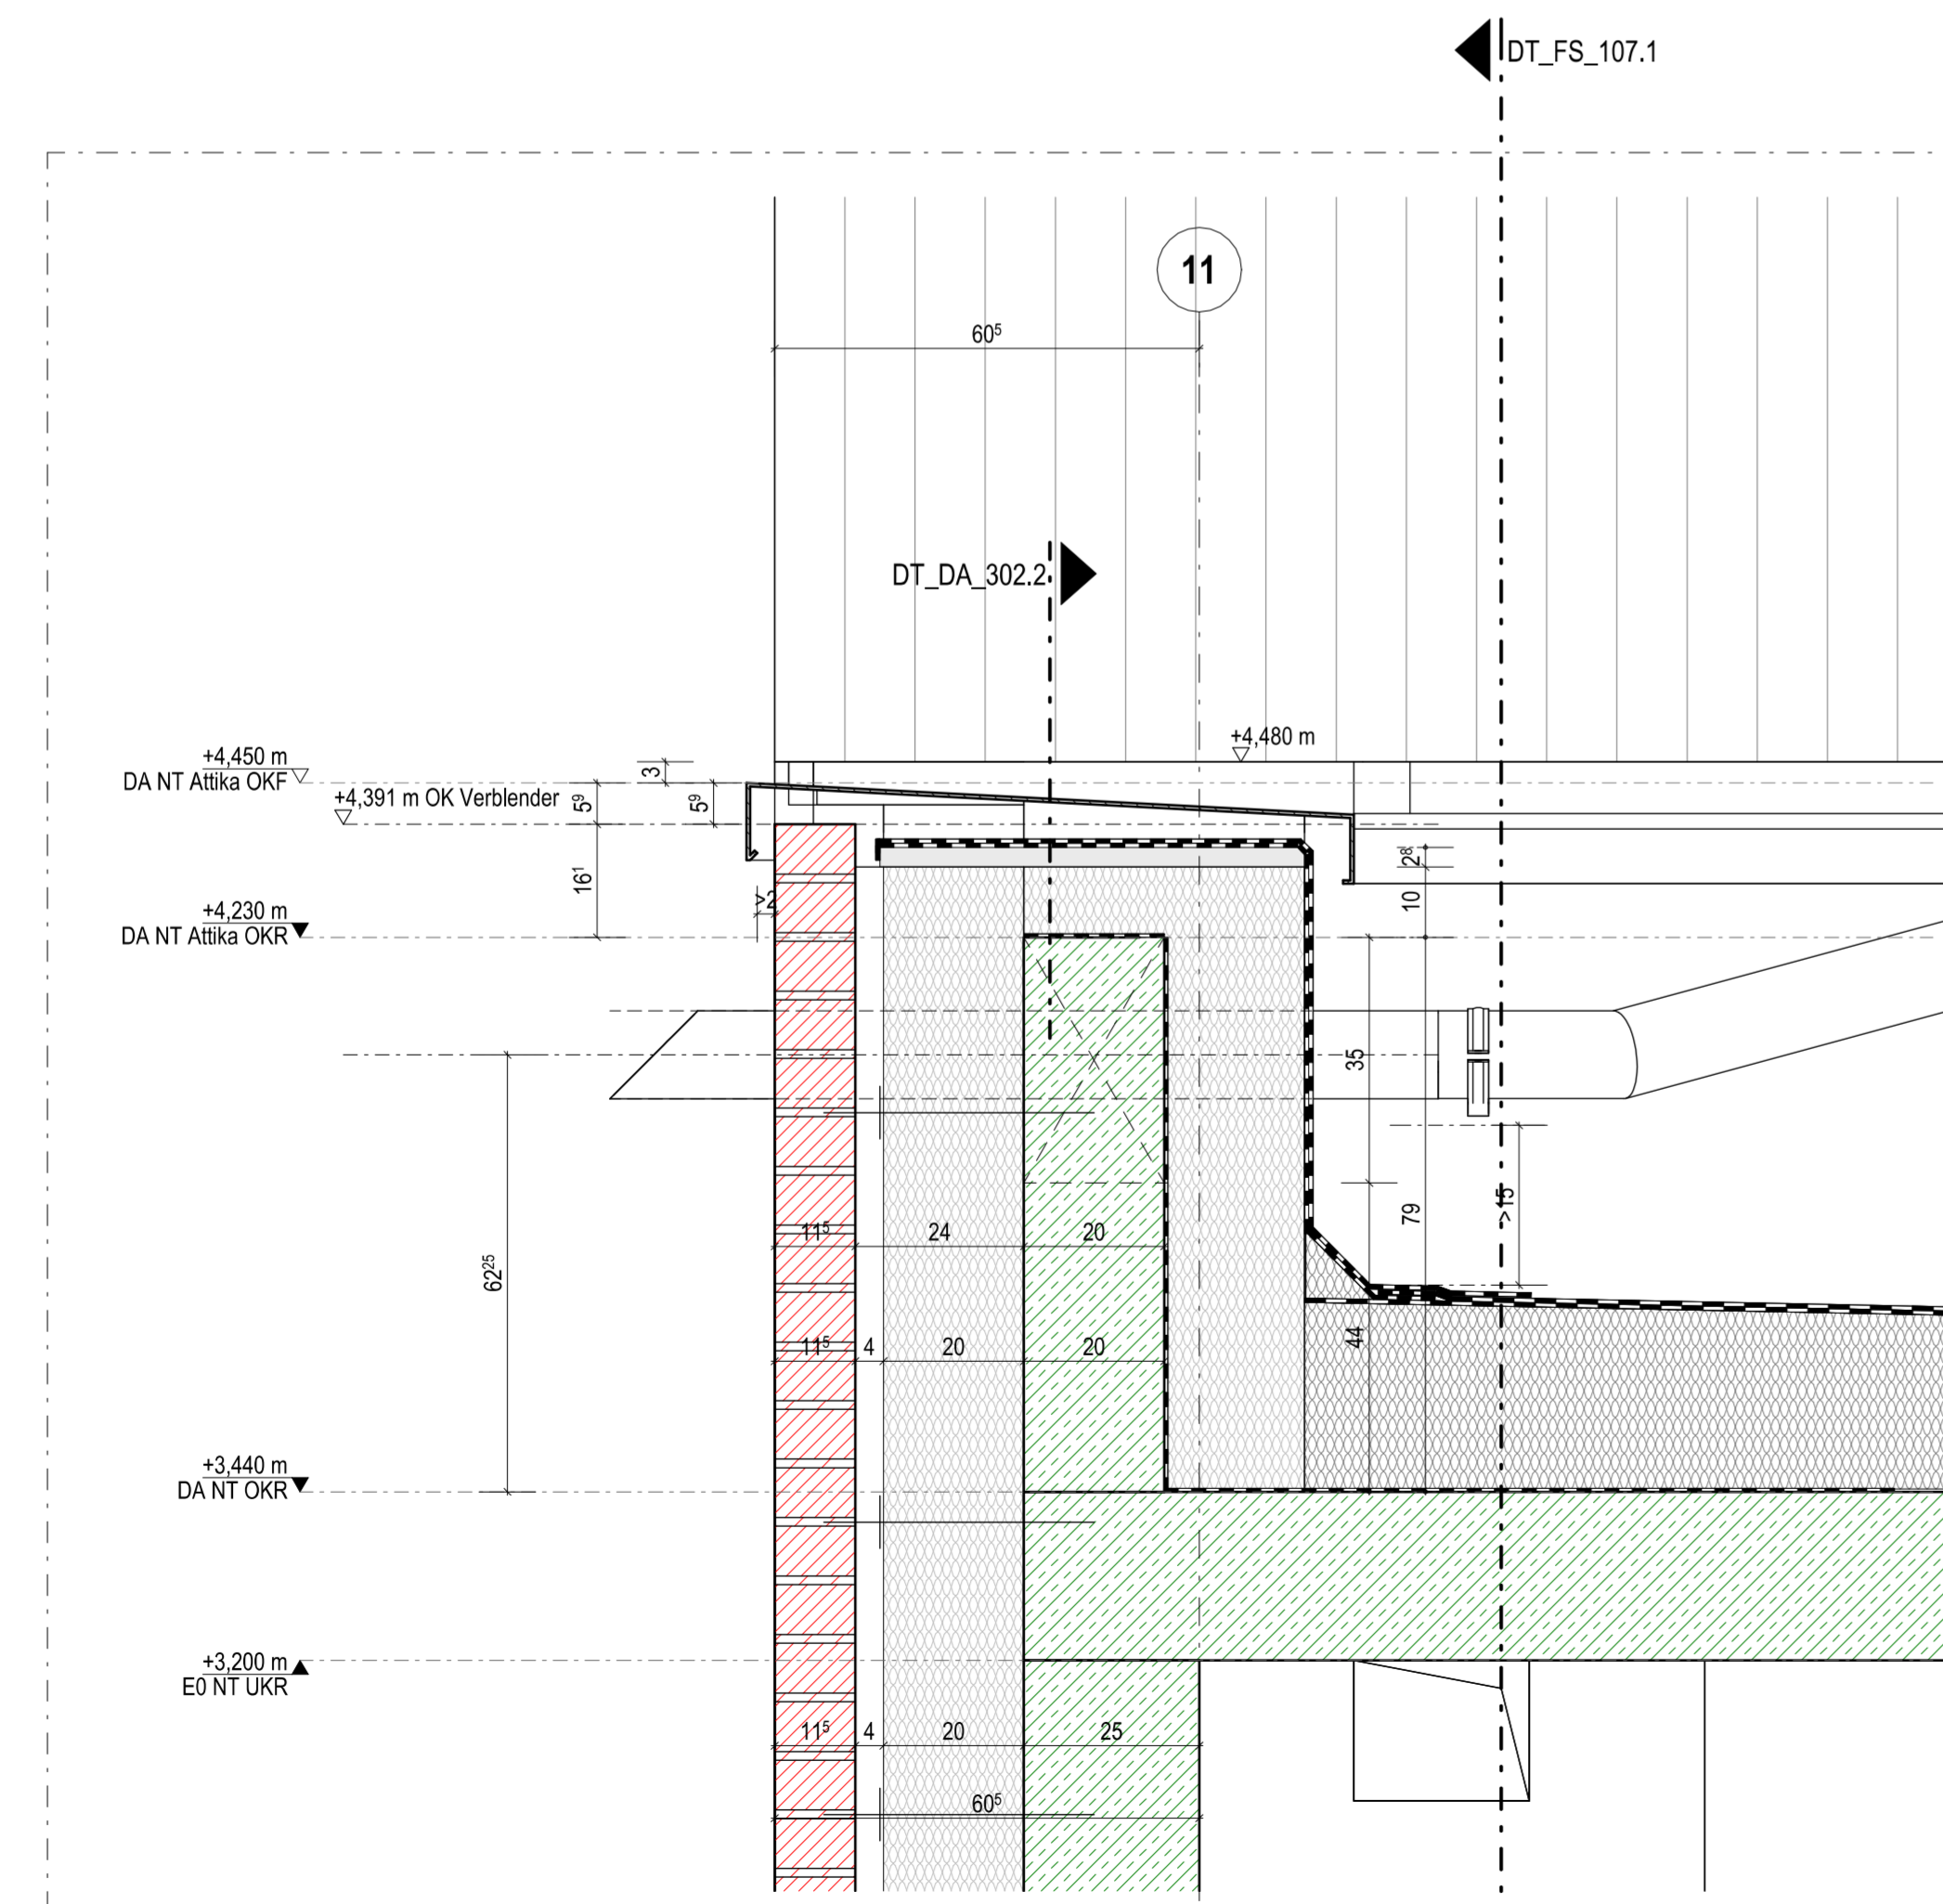 DT_FS_107.1
11
60⁵
DT_DA_302.2
+4,480 m
+4,450 m
DA NT Attika OKF
3
5⁹
5⁹
+4,391 m OK Verblender
2⁸
16¹
>2
10
+4,230 m
DA NT Attika OKR
35
79
>15
11⁵ 24 20
62²⁵
44
11⁵ 4 20 20
+3,440 m
DA NT OKR
+3,200 m
E0 NT UKR
11⁵ 4 20 25
60⁵